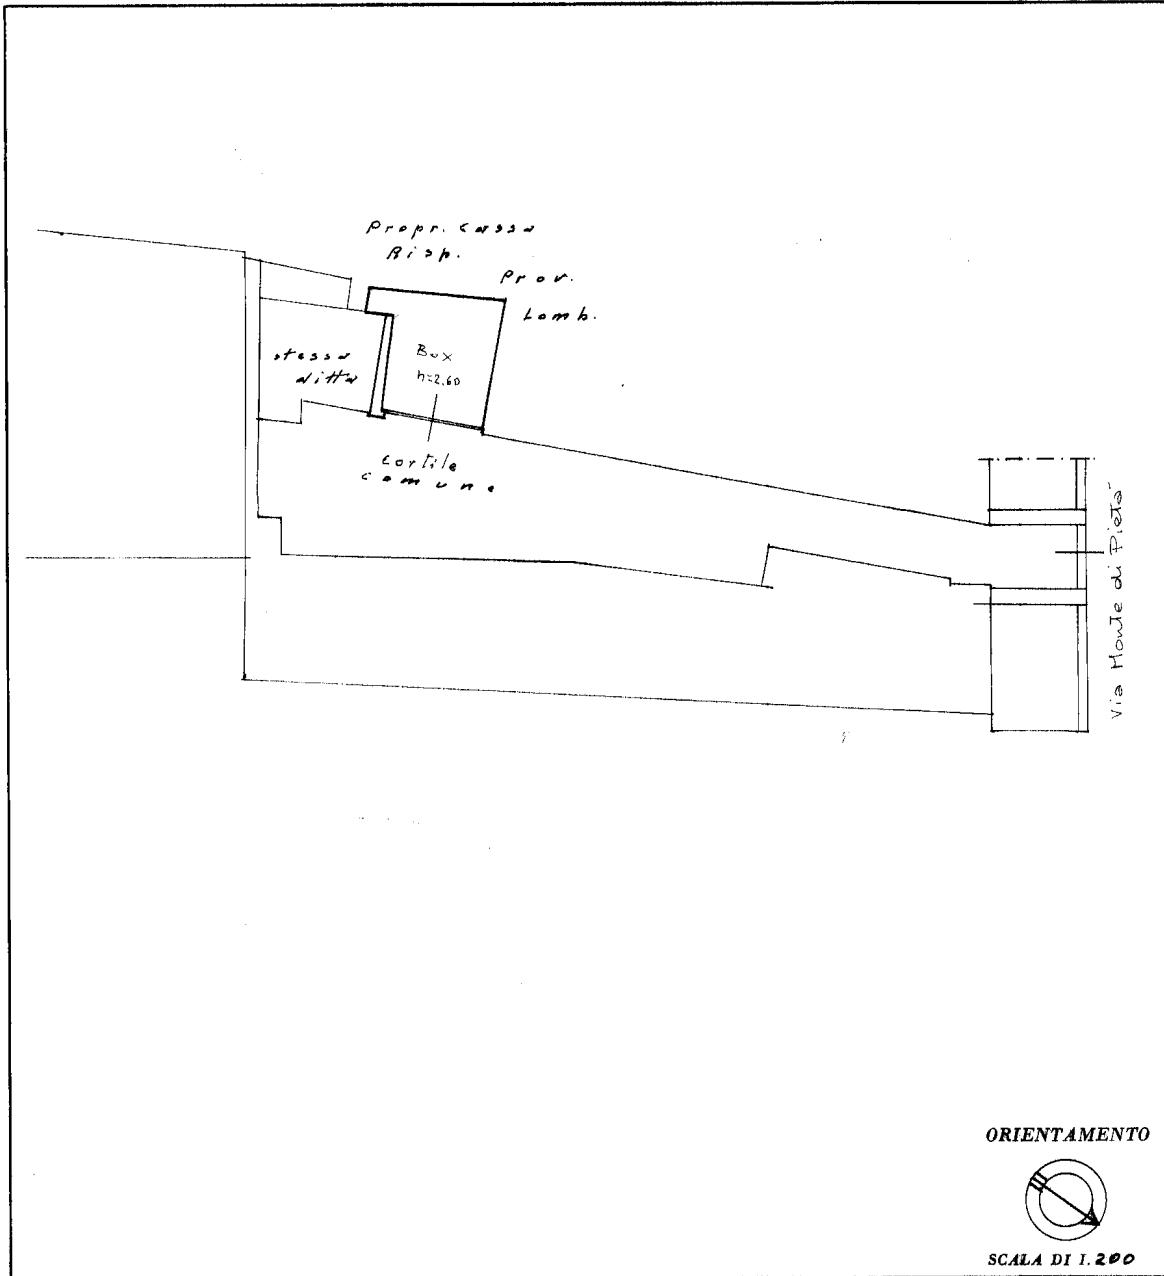 Propr. Cassa
Risp.
Prov.
Lomb.
stessa
ditta
Box
h=2,60
cortile
comune
Via Monte di Pietà
ORIENTAMENTO
SCALA DI 1.200